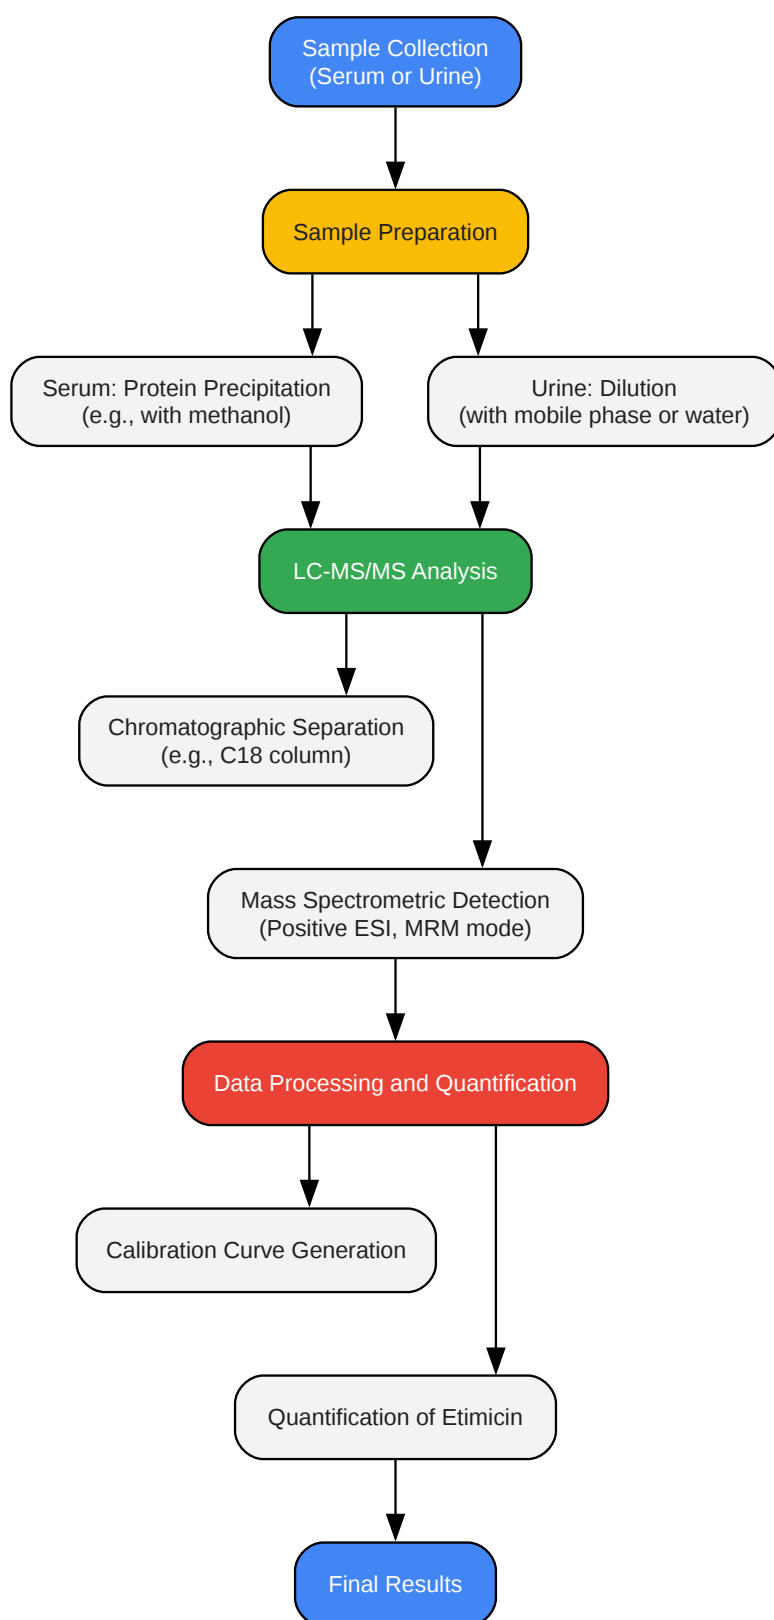 Sample Collection
(Serum or Urine)
Sample Preparation
Serum: Protein Precipitation
(e.g., with methanol)
Urine: Dilution
(with mobile phase or water)
LC-MS/MS Analysis
Chromatographic Separation
(e.g., C18 column)
Mass Spectrometric Detection
(Positive ESI, MRM mode)
Data Processing and Quantification
Calibration Curve Generation
Quantification of Etimicin
Final Results